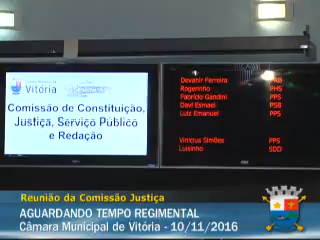 Vitória
Comissão de Constituição,
Justiça, Serviço Público
e Redação
Devanir Ferreira
Rogerinho PHS
Fabrício Gandini PPS
Davi Esmael PSB
Luiz Emanuel PPS
Vinicius Simões PPS
Luisinho SDD
Reunião da Comissão Justiça
AGUARDANDO TEMPO REGIMENTAL
Câmara Municipal de Vitória - 10/11/2016